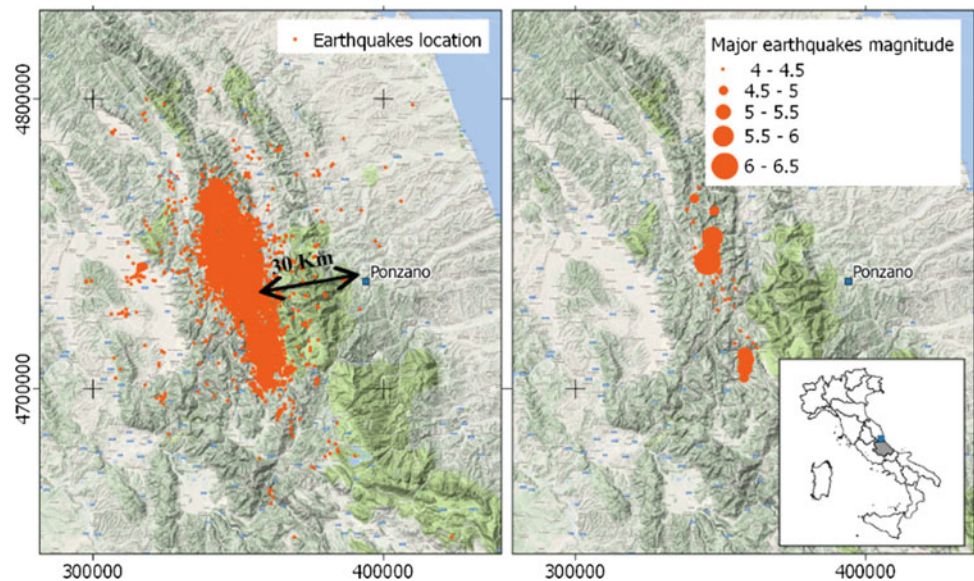 Earthquakes location
4800000
4700000
30 Km
Ponzano
300000
400000
Major earthquakes magnitude
4 - 4.5
4.5 - 5
5 - 5.5
5.5 - 6
6 - 6.5
Ponzano
300000
400000